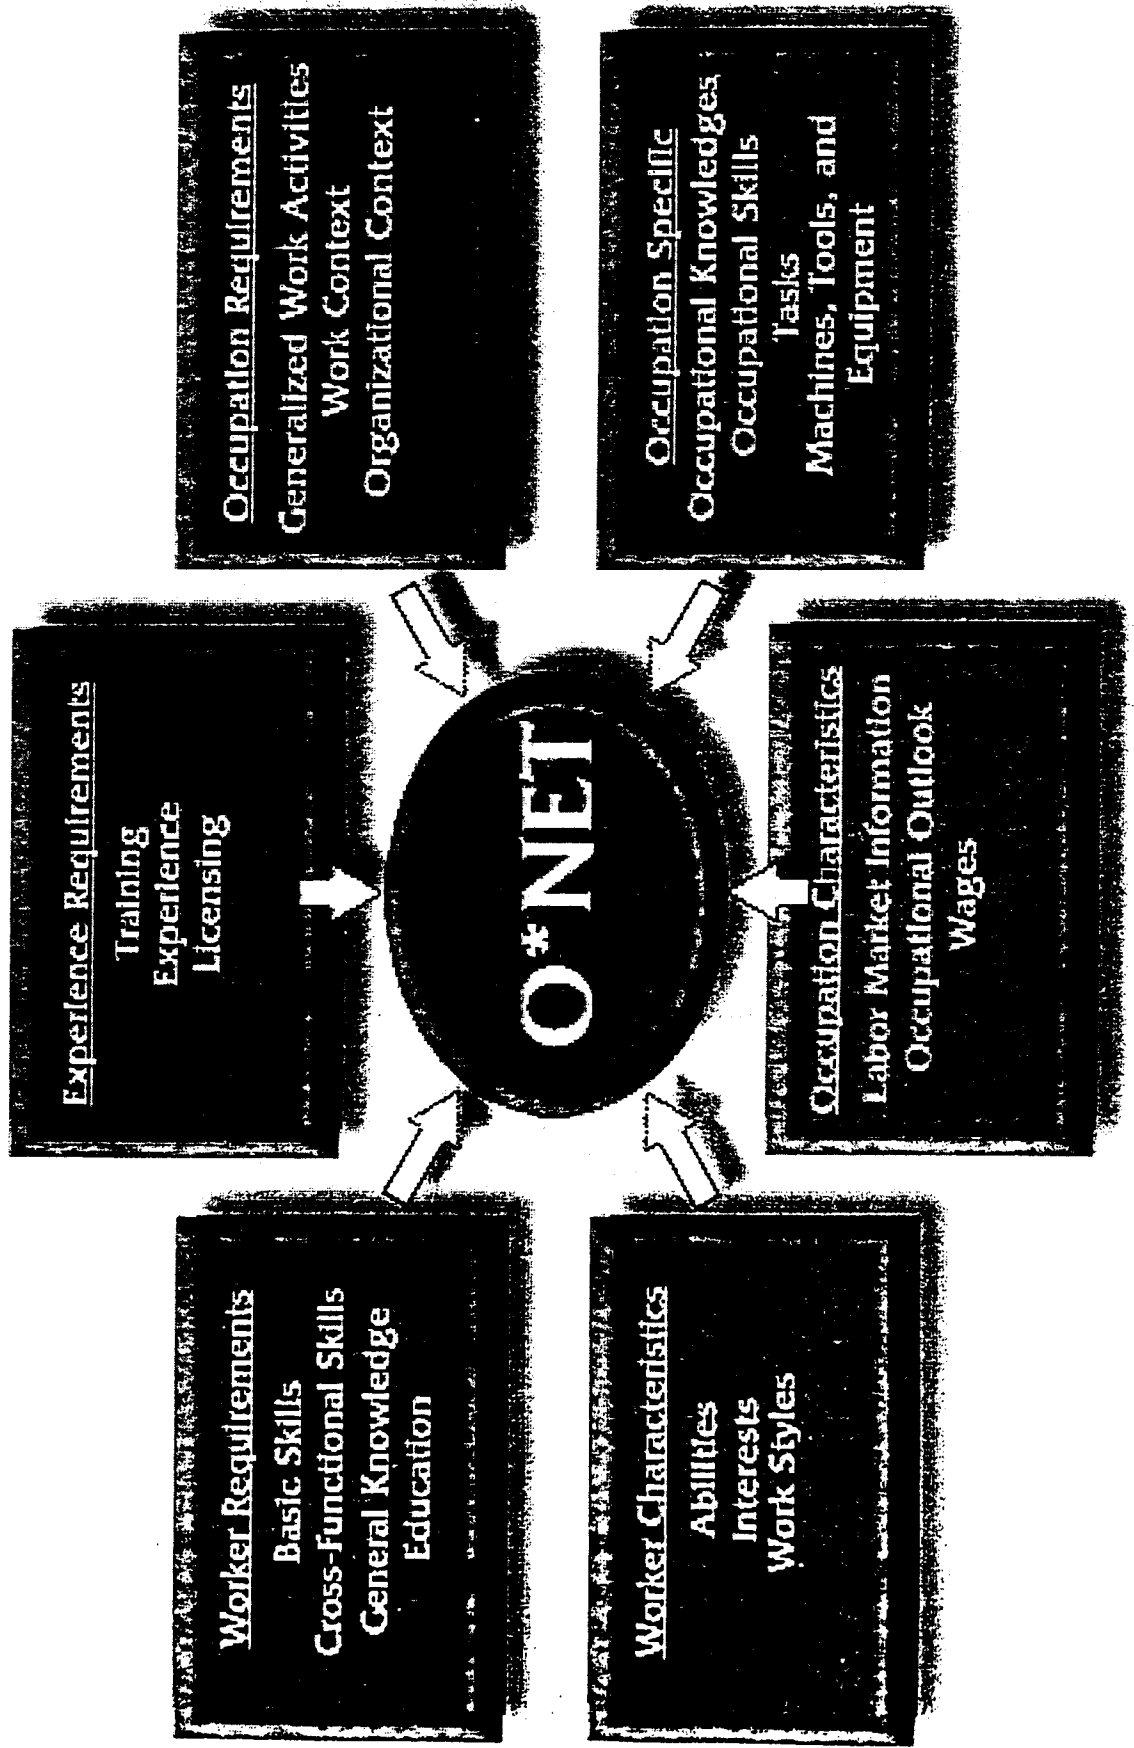 Experience Requirements
Training
Experience
Licensing
Worker Requirements
Basic Skills
Cross-Functional Skills
General Knowledge
Education
Occupation Requirements
Generalized Work Activities
Work Context
Organizational Context
O*NET
Worker Characteristics
Abilities
Interests
Work Styles
Occupation Specific
Occupational Knowledges
Occupational Skills
Tasks
Machines, Tools, and
Equipment
Occupation Characteristics
Labor Market Information
Occupational Outlook
Wages